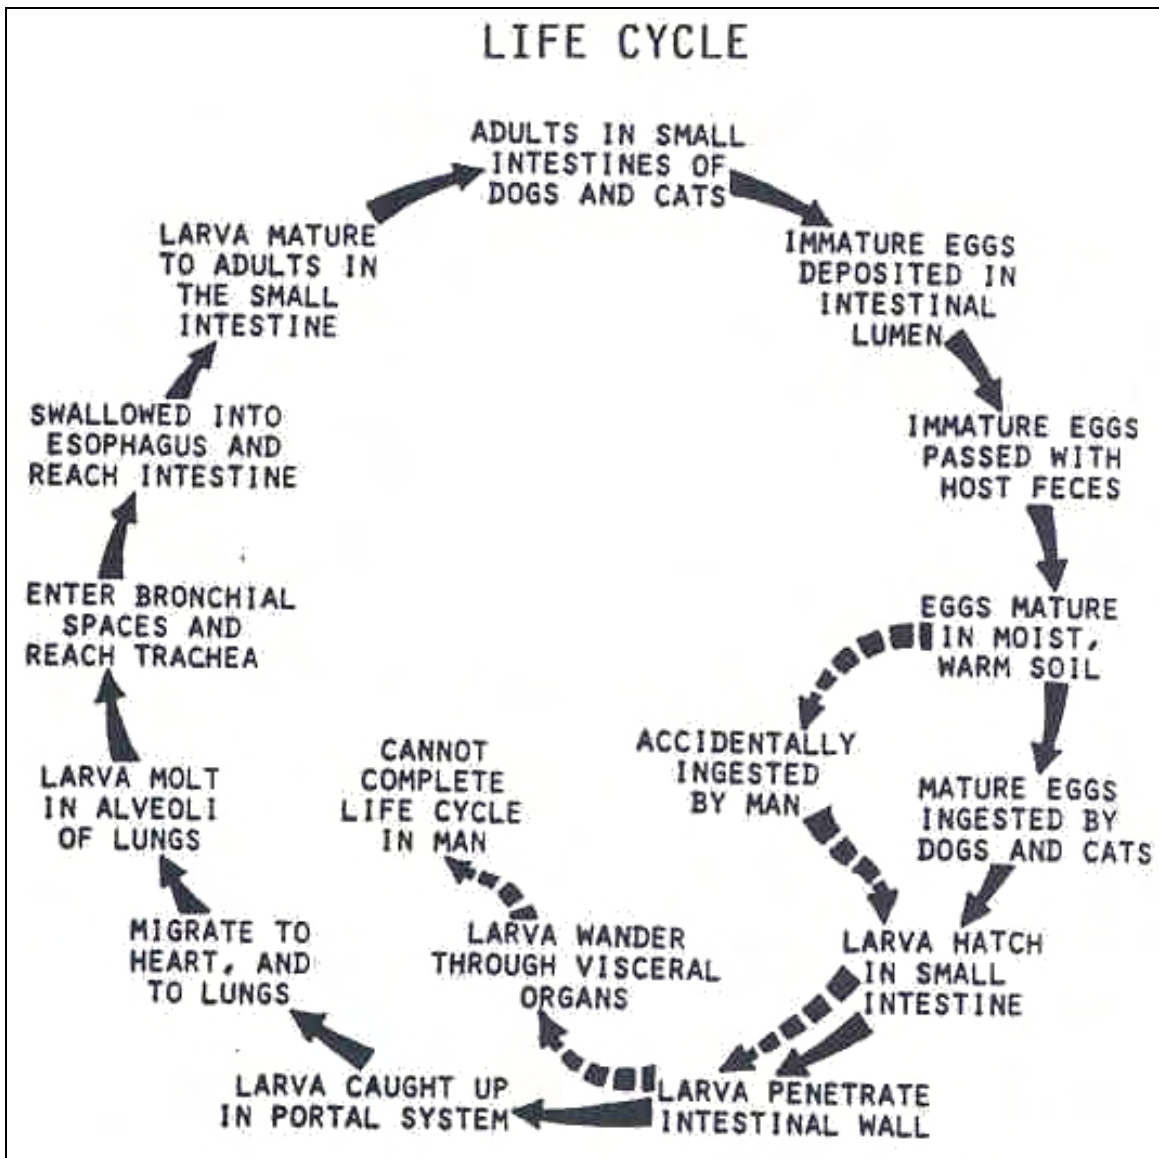 LIFE CYCLE
ADULTS IN SMALL
INTESTINES OF
DOGS AND CATS
IMMATURE EGGS
DEPOSITED IN
INTESTINAL
LUMEN
IMMATURE EGGS
PASSED WITH
HOST FECES
EGGS MATURE
IN MOIST,
WARM SOIL
ACCIDENTALLY
INGESTED
BY MAN
MATURE EGGS
INGESTED BY
DOGS AND CATS
LARVA HATCH
IN SMALL
INTESTINE
LARVA PENETRATE
INTESTINAL WALL
LARVA WANDER
THROUGH VISCERAL
ORGANS
CANNOT
COMPLETE
LIFE CYCLE
IN MAN
LARVA CAUGHT UP
IN PORTAL SYSTEM
MIGRATE TO
HEART, AND
TO LUNGS
LARVA MOLT
IN ALVEOLI
OF LUNGS
ENTER BRONCHIAL
SPACES AND
REACH TRACHEA
SWALLOWED INTO
ESOPHAGUS AND
REACH INTESTINE
LARVA MATURE
TO ADULTS IN
THE SMALL
INTESTINE